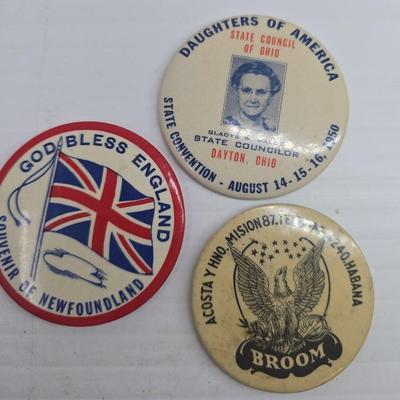 DAUGHTERS OF AMERICA
STATE COUNCIL
OF OHIO
GLADYS
STATE COUNCILOR
DAYTON, OHIO
STATE CONVENTION - AUGUST 14-15-16, 1950
GOD BLESS ENGLAND
SOUVENIR OF NEWFOUNDLAND
ACOSTA Y HNO. MISION 87. HABANA
BROOM